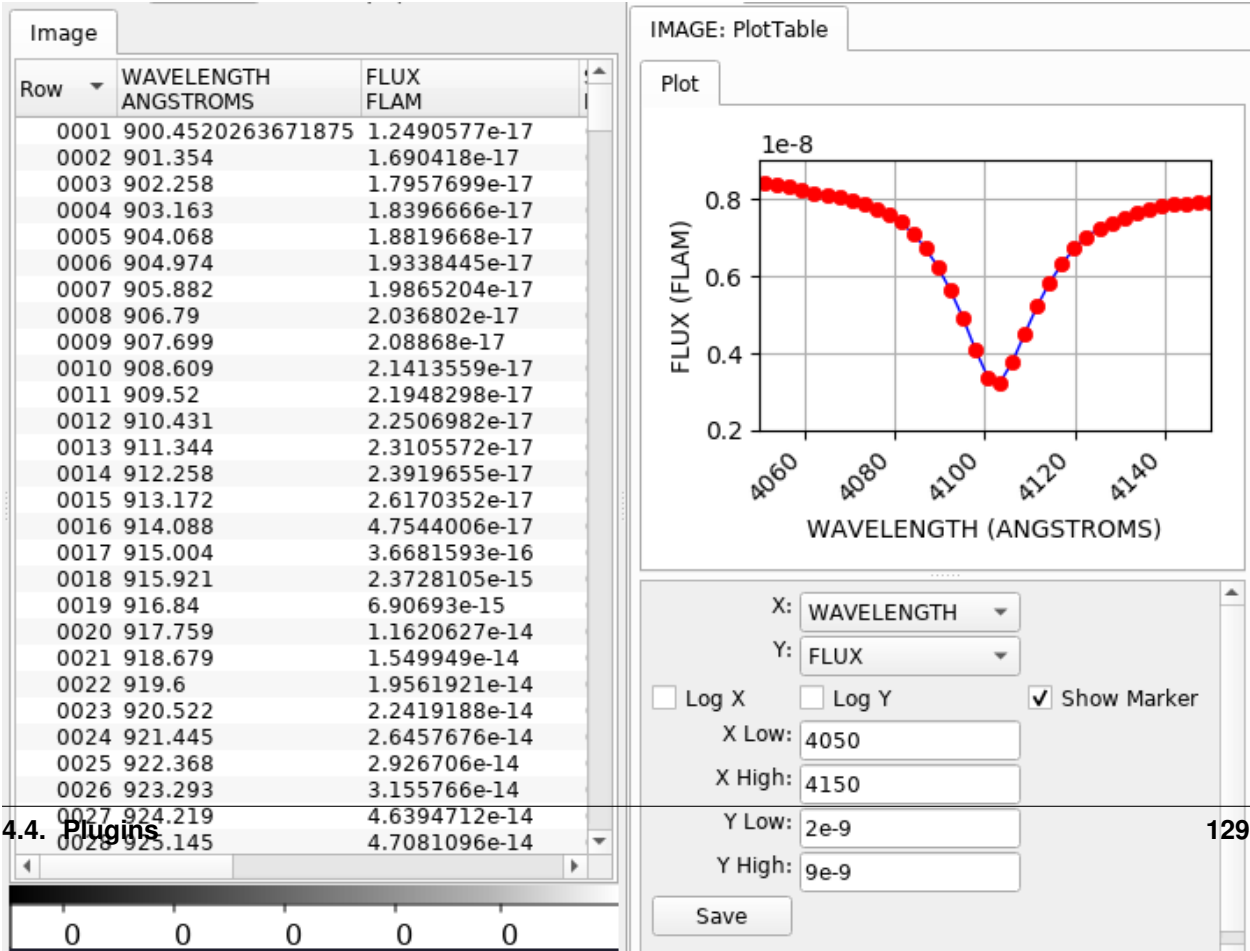 Image
Row WAVELENGTH ANGSTROMS FLUX FLAM
0001 900.4520263671875 1.2490577e-17
0002 901.354 1.690418e-17
0003 902.258 1.7957699e-17
0004 903.163 1.8396666e-17
0005 904.068 1.8819668e-17
0006 904.974 1.9338445e-17
0007 905.882 1.9865204e-17
0008 906.79 2.036802e-17
0009 907.699 2.08868e-17
0010 908.609 2.1413559e-17
0011 909.52 2.1948298e-17
0012 910.431 2.2506982e-17
0013 911.344 2.3105572e-17
0014 912.258 2.3919655e-17
0015 913.172 2.6170352e-17
0016 914.088 4.7544006e-17
0017 915.004 3.6681593e-16
0018 915.921 2.3728105e-15
0019 916.84 6.90693e-15
0020 917.759 1.1620627e-14
0021 918.679 1.549949e-14
0022 919.6 1.9561921e-14
0023 920.522 2.2419188e-14
0024 921.445 2.6457676e-14
0025 922.368 2.926706e-14
0026 923.293 3.155766e-14
0027 924.219 4.6394712e-14
0028 925.145 4.7081096e-14
0 0 0 0 0
IMAGE: PlotTable
Plot
1e-8
0.8
0.6
0.4
0.2
FLUX (FLAM)
4060 4080 4100 4120 4140
WAVELENGTH (ANGSTROMS)
X: WAVELENGTH
Y: FLUX
Log X Log Y Show Marker
X Low: 4050
X High: 4150
Y Low: 2e-9
Y High: 9e-9
Save
4.4. Plugins 129